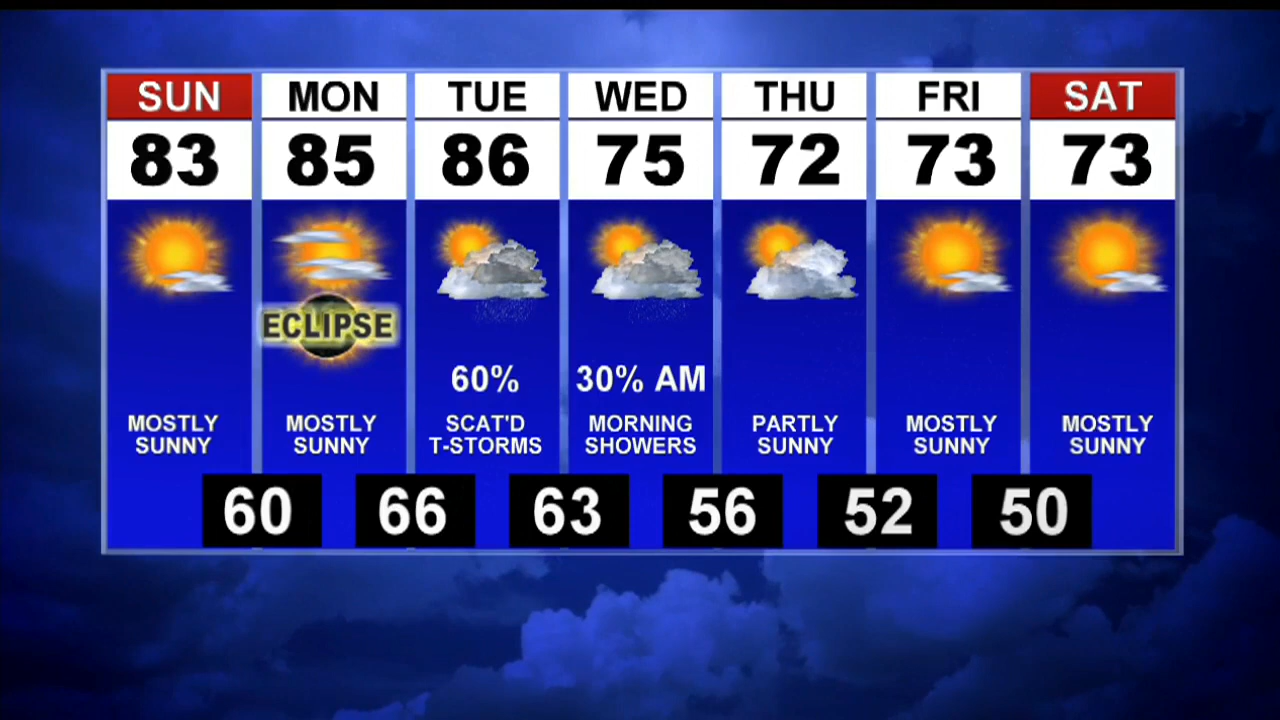 SUN MON TUE WED THU FRI SAT
83 85 86 75 72 73 73
ECLIPSE
60% 30% AM
MOSTLY MOSTLY SCAT'D MORNING PARTLY MOSTLY MOSTLY
SUNNY SUNNY T-STORMS SHOWERS SUNNY SUNNY SUNNY
60 66 63 56 52 50